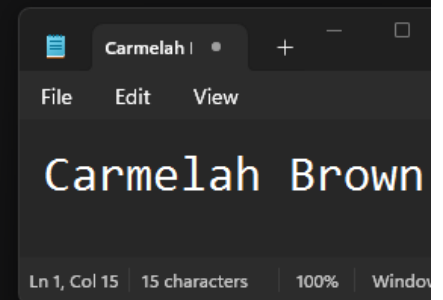 Carmelah
File Edit View
Carmelah Brown
Ln 1, Col 15 15 characters 100% Window